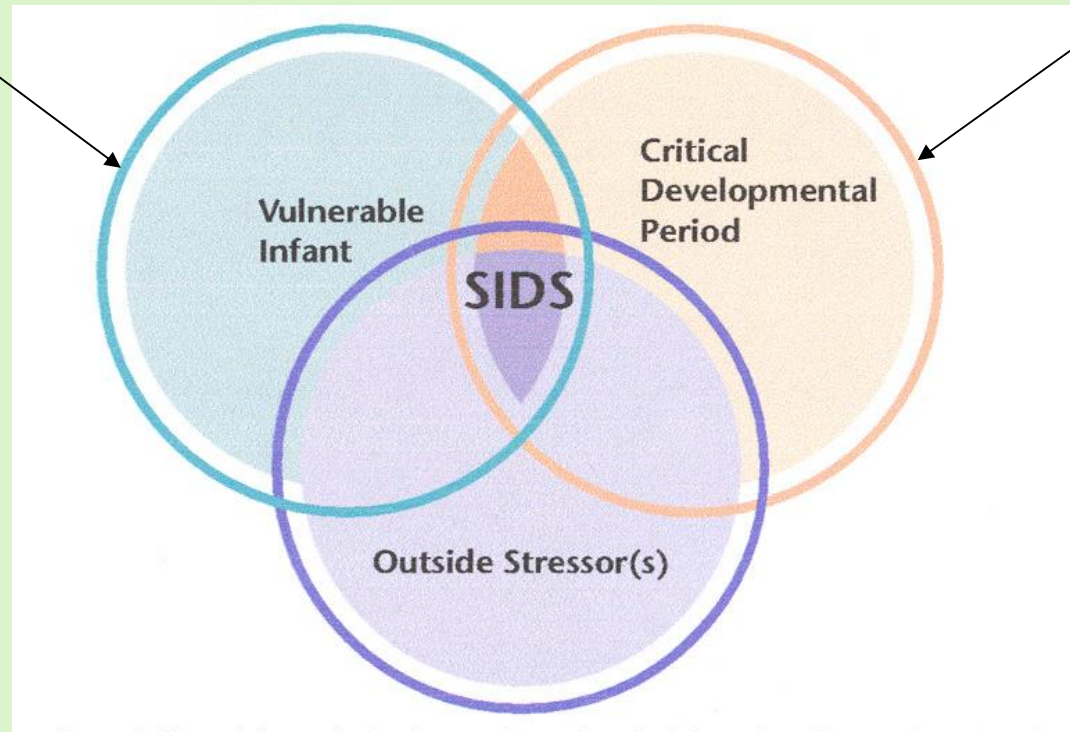 Vulnerable
Infant
Critical
Developmental
Period
SIDS
Outside Stressor(s)